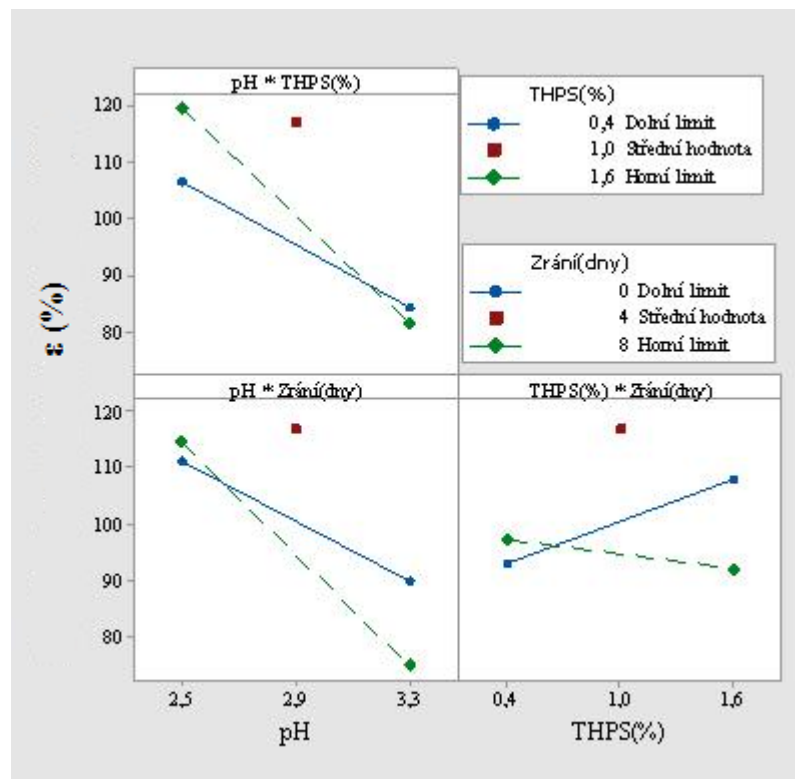 pH * THPS(%)
THPS(%)
0,4 Dolní limit
1,0 Střední hodnota
1,6 Horní limit
Zrání(dny)
0 Dolní limit
4 Střední hodnota
8 Horní limit
ε (%)
120
110
100
90
80
pH * Zrání(dny)
THPS(%) * Zrání(dny)
120
110
100
90
80
2,5 2,9 3,3
0,4 1,0 1,6
pH
THPS(%)